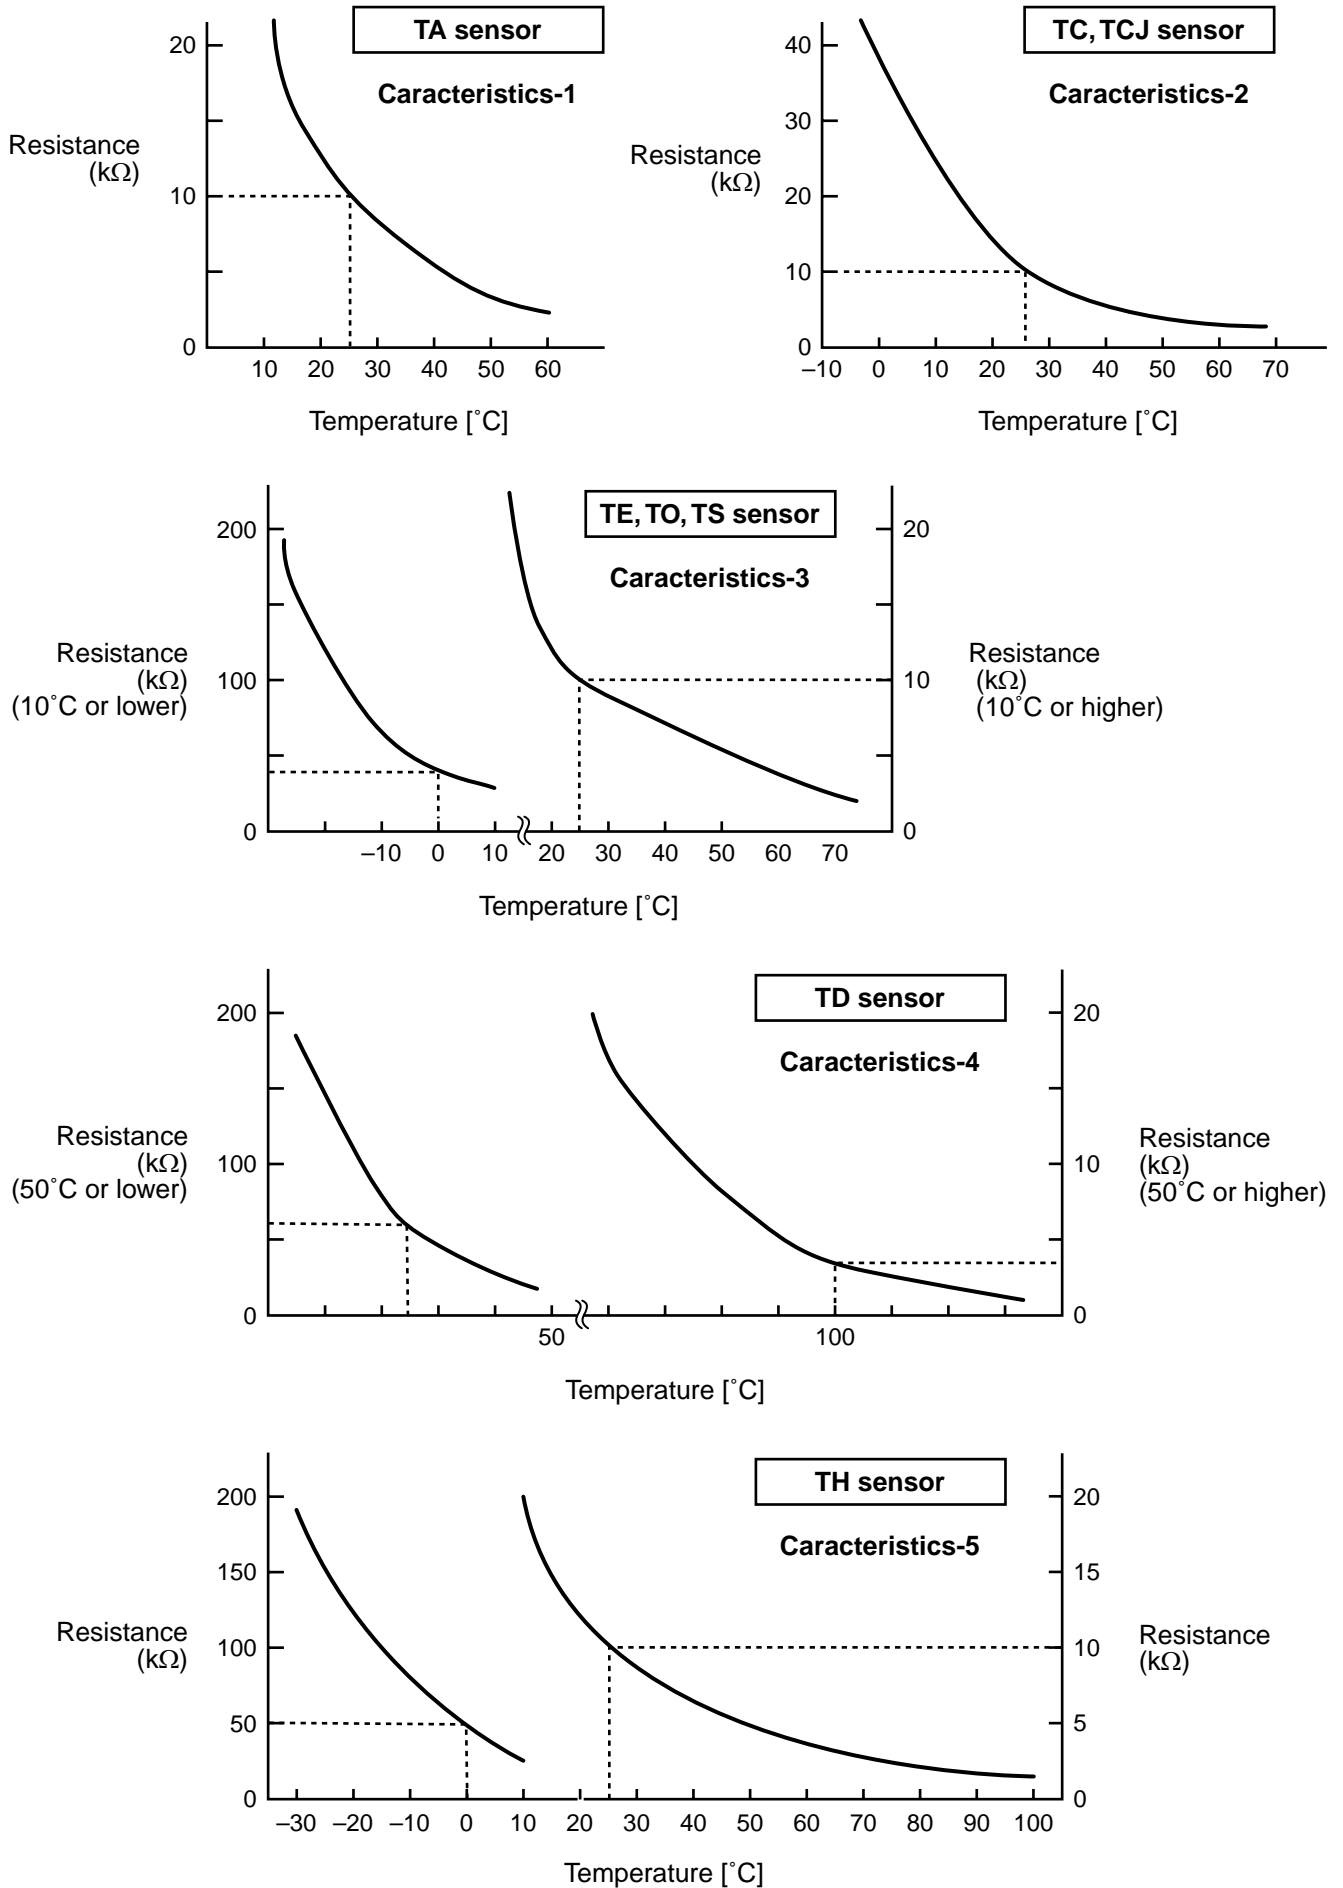 TA sensor
Caracteristics-1
20
10
0
Resistance
(kΩ)
10 20 30 40 50 60
Temperature [˚C]
TC, TCJ sensor
Caracteristics-2
40
30
20
10
0
Resistance
(kΩ)
–10 0 10 20 30 40 50 60 70
Temperature [˚C]
TE, TO, TS sensor
Caracteristics-3
200
100
0
Resistance
(kΩ)
(10˚C or lower)
20
10
0
Resistance
(kΩ)
(10˚C or higher)
–10 0 10 20 30 40 50 60 70
Temperature [˚C]
TD sensor
Caracteristics-4
200
100
0
Resistance
(kΩ)
(50˚C or lower)
20
10
0
Resistance
(kΩ)
(50˚C or higher)
50 100
Temperature [˚C]
TH sensor
Caracteristics-5
200
150
100
50
0
Resistance
(kΩ)
20
15
10
5
0
Resistance
(kΩ)
–30 –20 –10 0 10 20 30 40 50 60 70 80 90 100
Temperature [˚C]